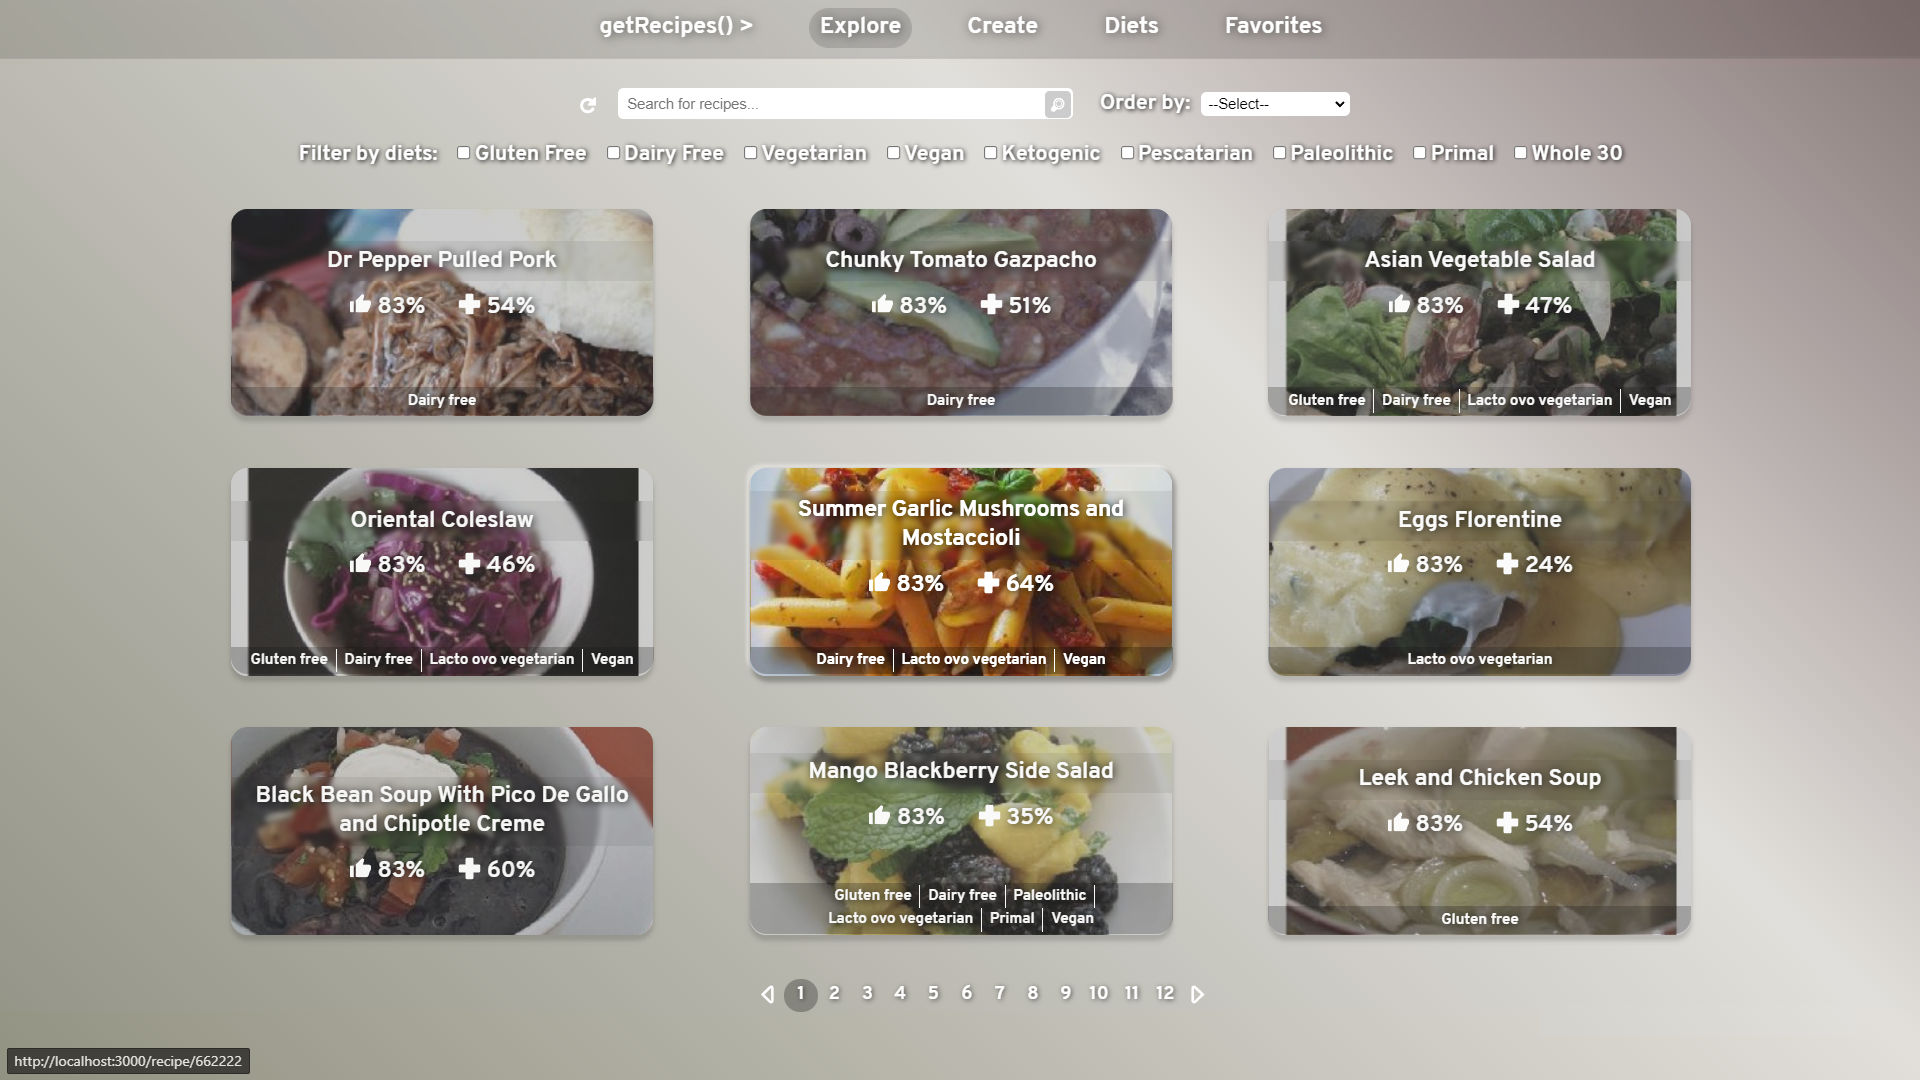 getRecipes() > Explore Create Diets Favorites
Search for recipes... Order by: --Select--
Filter by diets: Gluten Free Dairy Free Vegetarian Vegan Ketogenic Pescatarian Paleolithic Primal Whole 30
Dr Pepper Pulled Pork
83% 54%
Dairy free
Chunky Tomato Gazpacho
83% 51%
Dairy free
Asian Vegetable Salad
83% 47%
Gluten free Dairy free Lacto ovo vegetarian Vegan
Oriental Coleslaw
83% 46%
Gluten free Dairy free Lacto ovo vegetarian Vegan
Summer Garlic Mushrooms and
Mostaccioli
83% 64%
Dairy free Lacto ovo vegetarian Vegan
Eggs Florentine
83% 24%
Lacto ovo vegetarian
Black Bean Soup With Pico De Gallo
and Chipotle Creme
83% 60%
Mango Blackberry Side Salad
83% 35%
Gluten free Dairy free Paleolithic
Lacto ovo vegetarian Primal Vegan
Leek and Chicken Soup
83% 54%
Gluten free
1 2 3 4 5 6 7 8 9 10 11 12
http://localhost:3000/recipe/662222